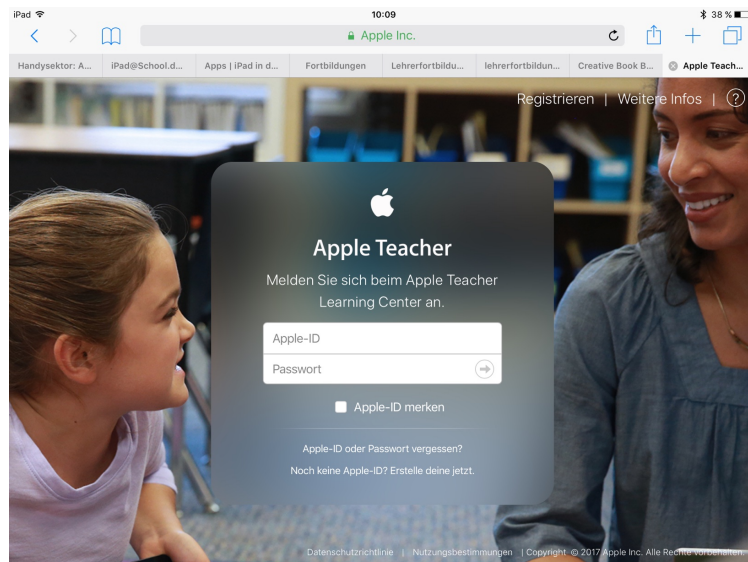 iPad 10:09 38 %
Apple Inc.
Handysektor: A... iPad@School.d... Apps | iPad in d... Fortbildungen Lehrerfortbildu... lehrerfortbildun... Creative Book B... Apple Teach...
Registrieren | Weitere Infos | ?
Apple Teacher
Melden Sie sich beim Apple Teacher
Learning Center an.
Apple-ID
Passwort
Apple-ID merken
Apple-ID oder Passwort vergessen?
Noch keine Apple-ID? Erstelle deine jetzt.
Datenschutzrichtlinie | Nutzungsbestimmungen | Copyright © 2017 Apple Inc. Alle Rechte vorbehalten.